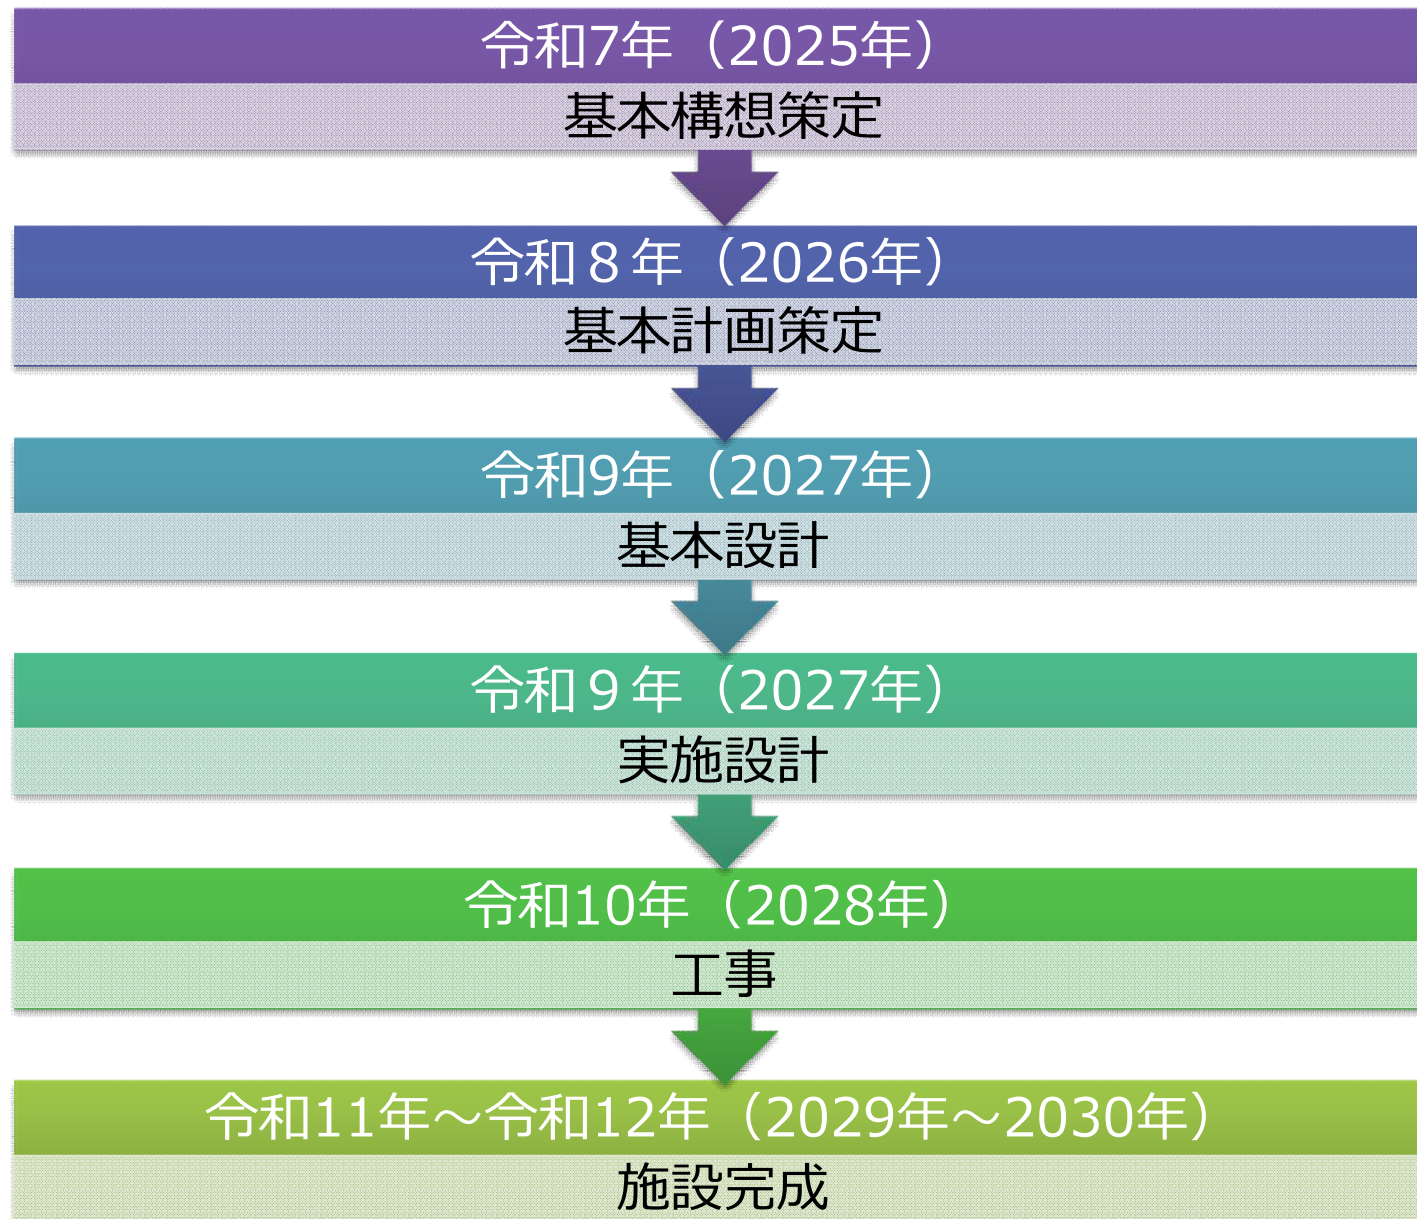 令和7年（2025年）
基本構想策定
令和８年（2026年）
基本計画策定
令和9年（2027年）
基本設計
令和９年（2027年）
実施設計
令和10年（2028年）
工事
令和11年～令和12年（2029年～2030年）
施設完成